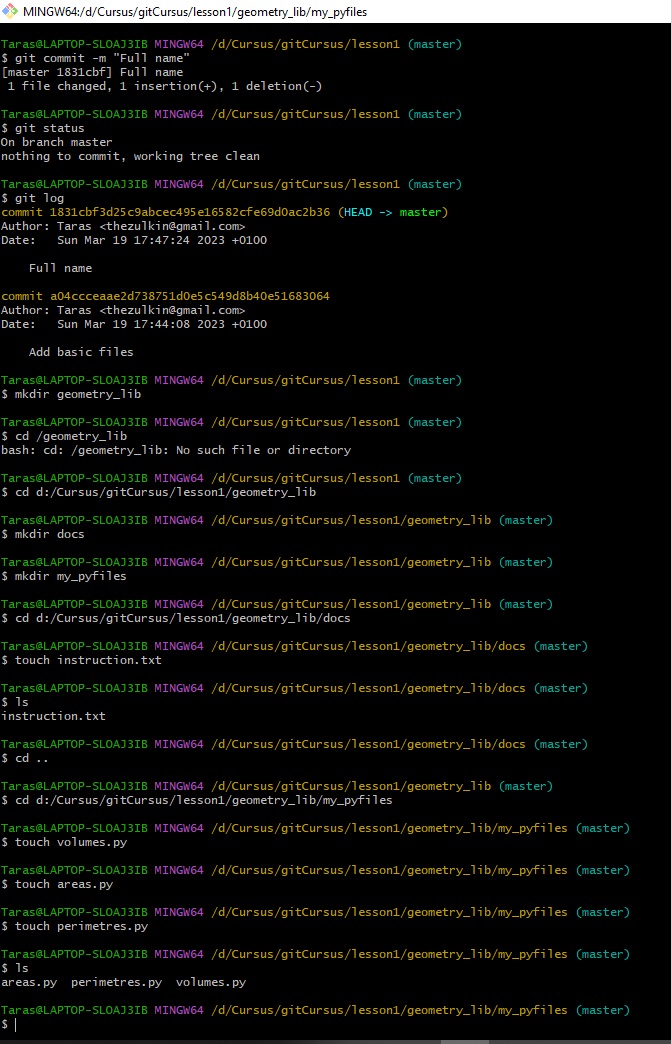 MINGW64:/d/Cursus/gitCursus/lesson1/geometry_lib/my_pyfiles
Taras@LAPTOP-SLOAJ3IB MINGW64 /d/Cursus/gitCursus/lesson1 (master)
$ git commit -m "Full name"
[master 1831cbf] Full name
1 file changed, 1 insertion(+), 1 deletion(-)
Taras@LAPTOP-SLOAJ3IB MINGW64 /d/Cursus/gitCursus/lesson1 (master)
$ git status
On branch master
nothing to commit, working tree clean
Taras@LAPTOP-SLOAJ3IB MINGW64 /d/Cursus/gitCursus/lesson1 (master)
$ git log
commit 1831cbf3d25c9abcec495e16582cfe69d0ac2b36 (HEAD -> master)
Author: Taras <thezulkin@gmail.com>
Date:   Sun Mar 19 17:47:24 2023 +0100
Full name
commit a04ccceaae2d738751d0e5c549d8b40e51683064
Author: Taras <thezulkin@gmail.com>
Date:   Sun Mar 19 17:44:08 2023 +0100
Add basic files
Taras@LAPTOP-SLOAJ3IB MINGW64 /d/Cursus/gitCursus/lesson1 (master)
$ mkdir geometry_lib
Taras@LAPTOP-SLOAJ3IB MINGW64 /d/Cursus/gitCursus/lesson1 (master)
$ cd /geometry_lib
bash: cd: /geometry_lib: No such file or directory
Taras@LAPTOP-SLOAJ3IB MINGW64 /d/Cursus/gitCursus/lesson1 (master)
$ cd d:/Cursus/gitCursus/lesson1/geometry_lib
Taras@LAPTOP-SLOAJ3IB MINGW64 /d/Cursus/gitCursus/lesson1/geometry_lib (master)
$ mkdir docs
Taras@LAPTOP-SLOAJ3IB MINGW64 /d/Cursus/gitCursus/lesson1/geometry_lib (master)
$ mkdir my_pyfiles
Taras@LAPTOP-SLOAJ3IB MINGW64 /d/Cursus/gitCursus/lesson1/geometry_lib (master)
$ cd d:/Cursus/gitCursus/lesson1/geometry_lib/docs
Taras@LAPTOP-SLOAJ3IB MINGW64 /d/Cursus/gitCursus/lesson1/geometry_lib/docs (master)
$ touch instruction.txt
Taras@LAPTOP-SLOAJ3IB MINGW64 /d/Cursus/gitCursus/lesson1/geometry_lib/docs (master)
$ ls
instruction.txt
Taras@LAPTOP-SLOAJ3IB MINGW64 /d/Cursus/gitCursus/lesson1/geometry_lib/docs (master)
$ cd ..
Taras@LAPTOP-SLOAJ3IB MINGW64 /d/Cursus/gitCursus/lesson1/geometry_lib (master)
$ cd d:/Cursus/gitCursus/lesson1/geometry_lib/my_pyfiles
Taras@LAPTOP-SLOAJ3IB MINGW64 /d/Cursus/gitCursus/lesson1/geometry_lib/my_pyfiles (master)
$ touch volumes.py
Taras@LAPTOP-SLOAJ3IB MINGW64 /d/Cursus/gitCursus/lesson1/geometry_lib/my_pyfiles (master)
$ touch areas.py
Taras@LAPTOP-SLOAJ3IB MINGW64 /d/Cursus/gitCursus/lesson1/geometry_lib/my_pyfiles (master)
$ touch perimetres.py
Taras@LAPTOP-SLOAJ3IB MINGW64 /d/Cursus/gitCursus/lesson1/geometry_lib/my_pyfiles (master)
$ ls
areas.py  perimetres.py  volumes.py
Taras@LAPTOP-SLOAJ3IB MINGW64 /d/Cursus/gitCursus/lesson1/geometry_lib/my_pyfiles (master)
$